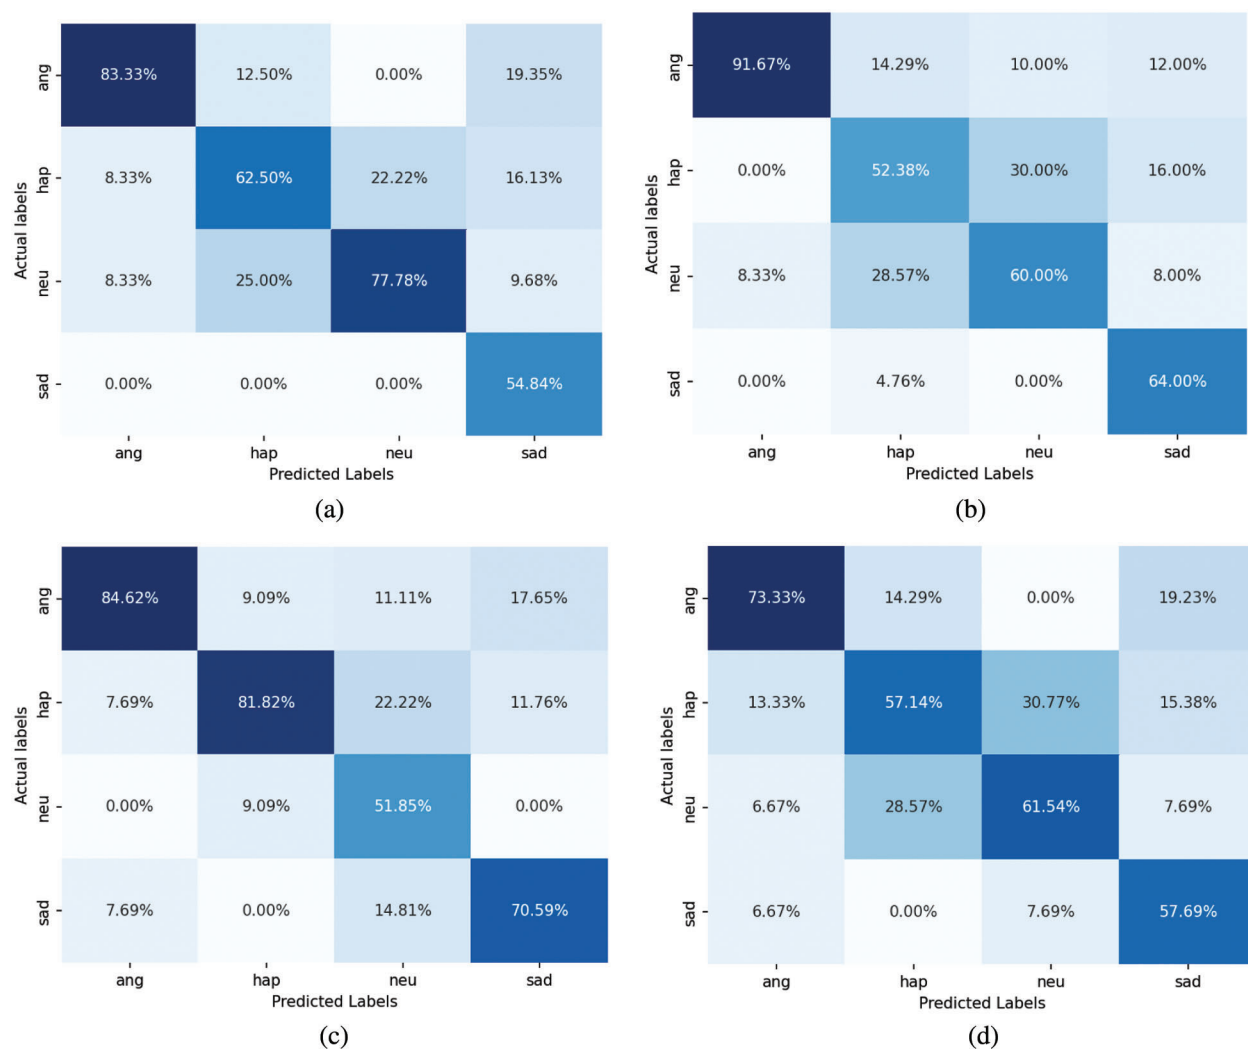 ang 83.33% 12.50% 0.00% 19.35%
hap 8.33% 62.50% 22.22% 16.13%
neu 8.33% 25.00% 77.78% 9.68%
sad 0.00% 0.00% 0.00% 54.84%
Actual labels
ang hap neu sad
Predicted Labels
(a)
ang 91.67% 14.29% 10.00% 12.00%
hap 0.00% 52.38% 30.00% 16.00%
neu 8.33% 28.57% 60.00% 8.00%
sad 0.00% 4.76% 0.00% 64.00%
Actual labels
ang hap neu sad
Predicted Labels
(b)
ang 84.62% 9.09% 11.11% 17.65%
hap 7.69% 81.82% 22.22% 11.76%
neu 0.00% 9.09% 51.85% 0.00%
sad 7.69% 0.00% 14.81% 70.59%
Actual labels
ang hap neu sad
Predicted Labels
(c)
ang 73.33% 14.29% 0.00% 19.23%
hap 13.33% 57.14% 30.77% 15.38%
neu 6.67% 28.57% 61.54% 7.69%
sad 6.67% 0.00% 7.69% 57.69%
Actual labels
ang hap neu sad
Predicted Labels
(d)